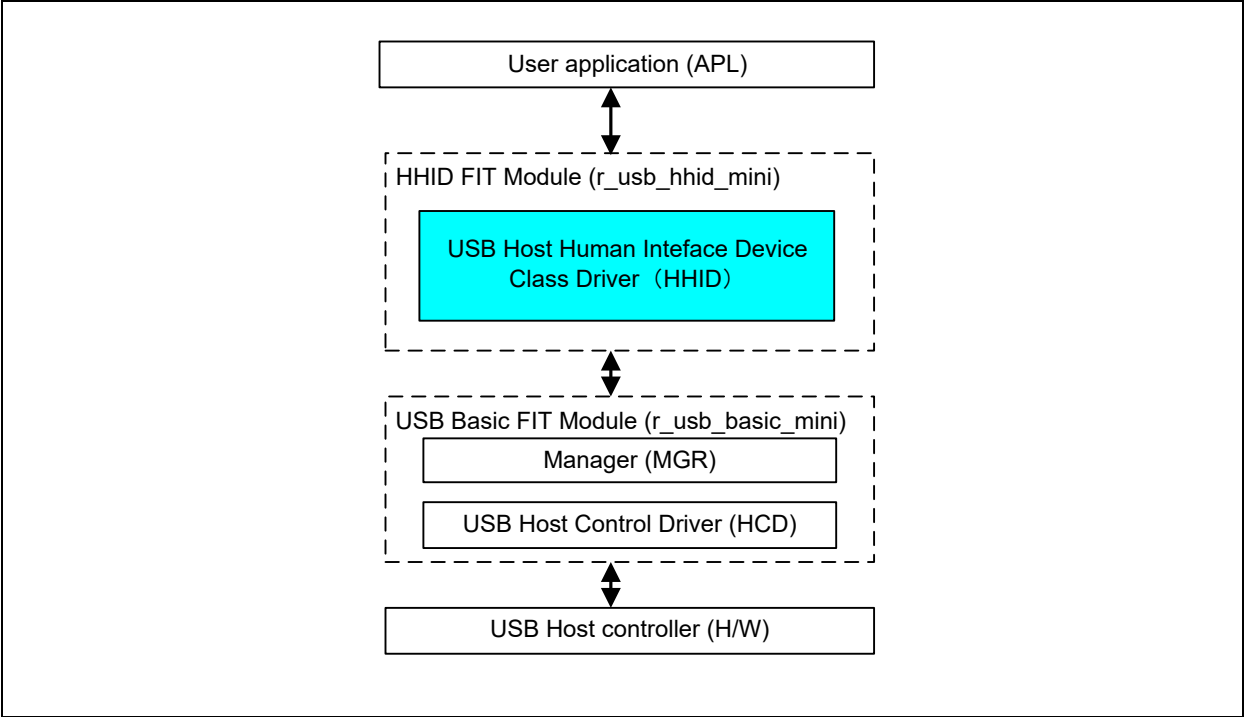 User application (APL)
HHID FIT Module (r_usb_hhid_mini)
USB Host Human Inteface Device
Class Driver（HHID）
USB Basic FIT Module (r_usb_basic_mini)
Manager (MGR)
USB Host Control Driver (HCD)
USB Host controller (H/W)